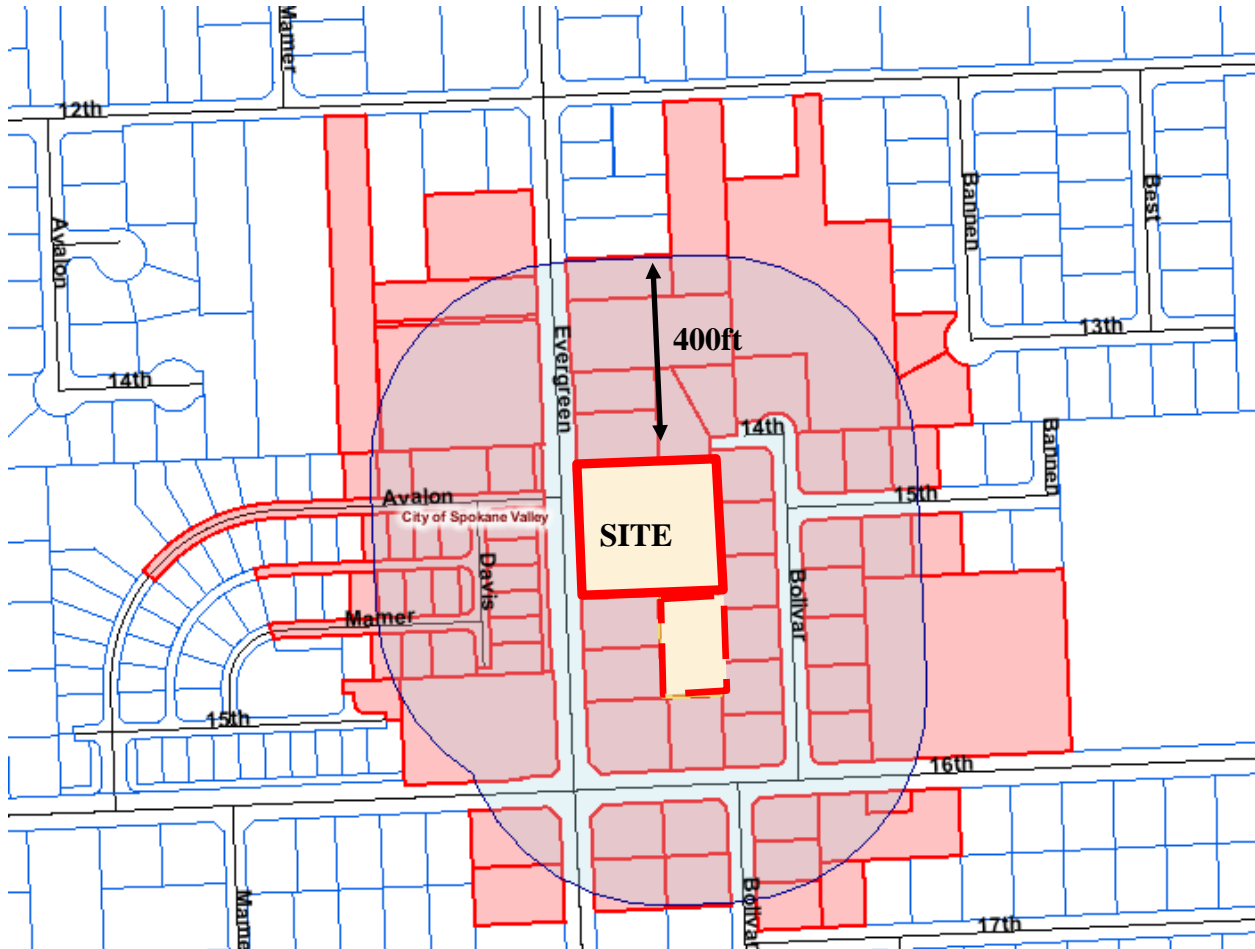 Mamer
12th
Bannen
Best
Avalon
13th
Evergreen
400ft
14th
14th
Bannen
15th
Avalon
City of Spokane Valley
SITE
Davis
Bolivar
Mamer
15th
16th
Mame
Bolivar
17th